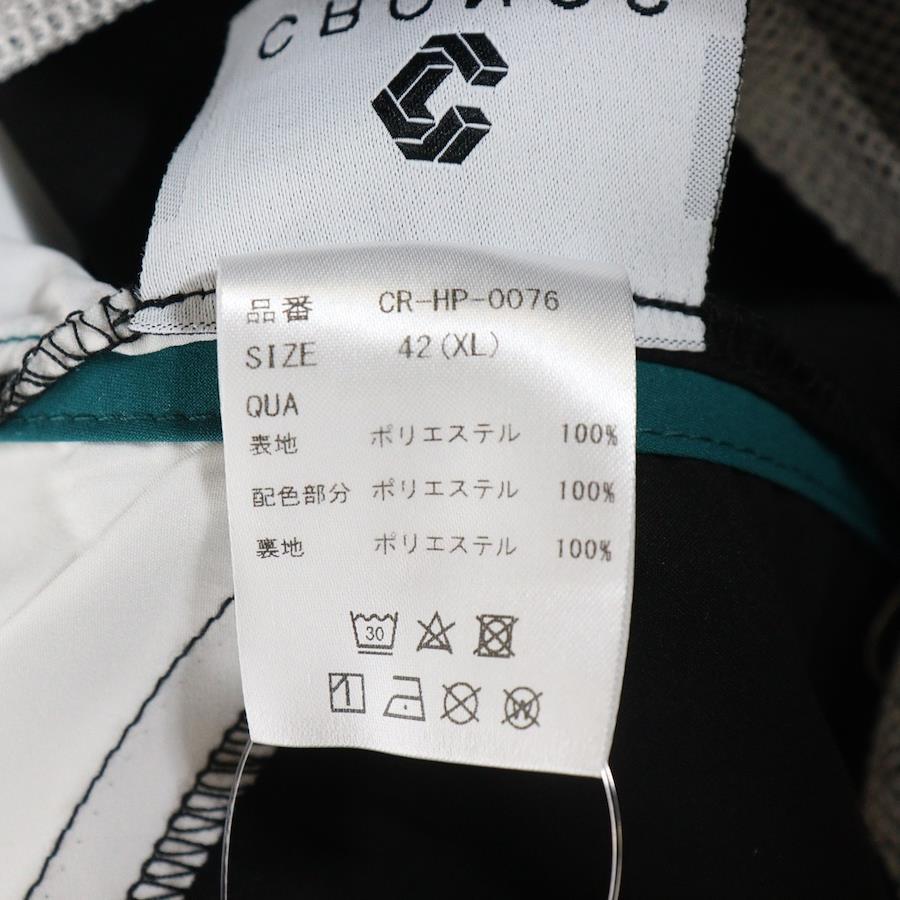 CRONOS
品番 CR-HP-0076
SIZE 42(XL)
QUA
表地 ポリエステル 100%
配色部分 ポリエステル 100%
裏地 ポリエステル 100%
30
W